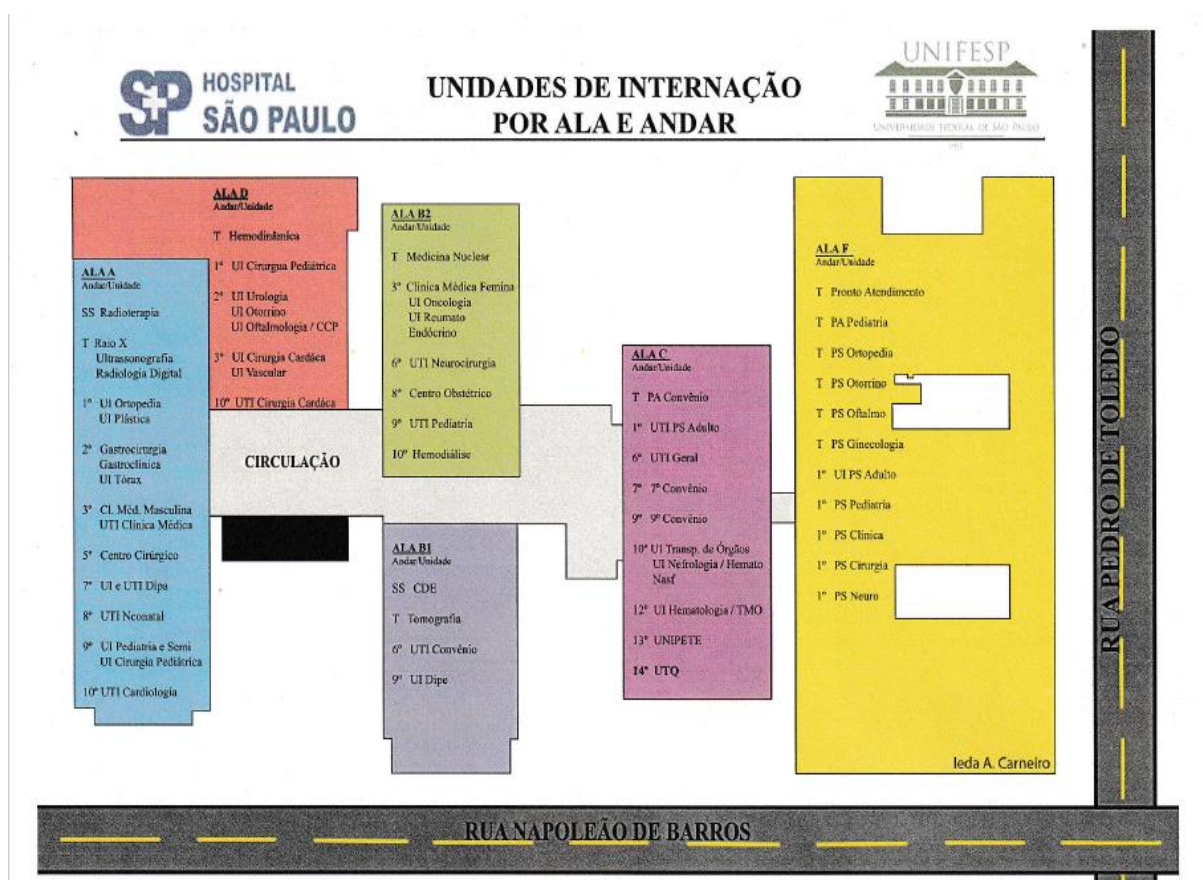 HOSPITAL
SÃO PAULO
UNIDADES DE INTERNAÇÃO
POR ALA E ANDAR
UNIFESP
UNIVERSIDADE FEDERAL DE SÃO PAULO
ALA D
Andar/Unidade
T Hemodinâmica
1º UI Cirurgua Pediátrica
2º UI Urologia
UI Otorrino
UI Oftalmologia / CCP
3º UI Cirurgia Cardáca
UI Vascular
10º UTI Cirurgia Cardáca
ALA A
Andar/Unidade
SS Radioterapia
T Raio X
Ultrassonografia
Radiologia Digital
1º UI Ortopedia
UI Plástica
2º Gastrocirurgia
Gastroclínica
UI Tórax
3º Cl. Méd. Masculina
UTI Clínica Médica
5º Centro Cirúrgico
7º UI e UTI Dipa
8º UTI Neonatal
9º UI Pediatria e Semi
UI Cirurgia Pediátrica
10º UTI Cardiologia
CIRCULAÇÃO
ALA B2
Andar/Unidade
T Medicina Nuclear
3º Clínica Médica Femina
UI Oncologia
UI Reumato
Endócrino
6º UTI Neurocirurgia
8º Centro Obstétrico
9º UTI Pediatria
10º Hemodiálise
ALA B1
Andar/Unidade
SS CDE
T Tomografia
6º UTI Convênio
9º UI Dipe
ALA C
Andar/Unidade
T PA Convênio
1º UTI PS Adulto
6º UTI Geral
7º 7º Convênio
9º 9º Convênio
10º UI Transp. de Órgãos
UI Nefrologia / Hemato
Nasf
12º UI Hematologia / TMO
13º UNIPETE
14º UTQ
ALA F
Andar/Unidade
T Pronto Atendimento
T PA Pediatria
T PS Ortopedia
T PS Otorrino
T PS Oftalmo
T PS Ginecologia
1º UI PS Adulto
1º PS Pediatria
1º PS Clínica
1º PS Cirurgia
1º PS Neuro
Ieda A. Carneiro
RUA PEDRO DE TOLEDO
RUA NAPOLEÃO DE BARROS